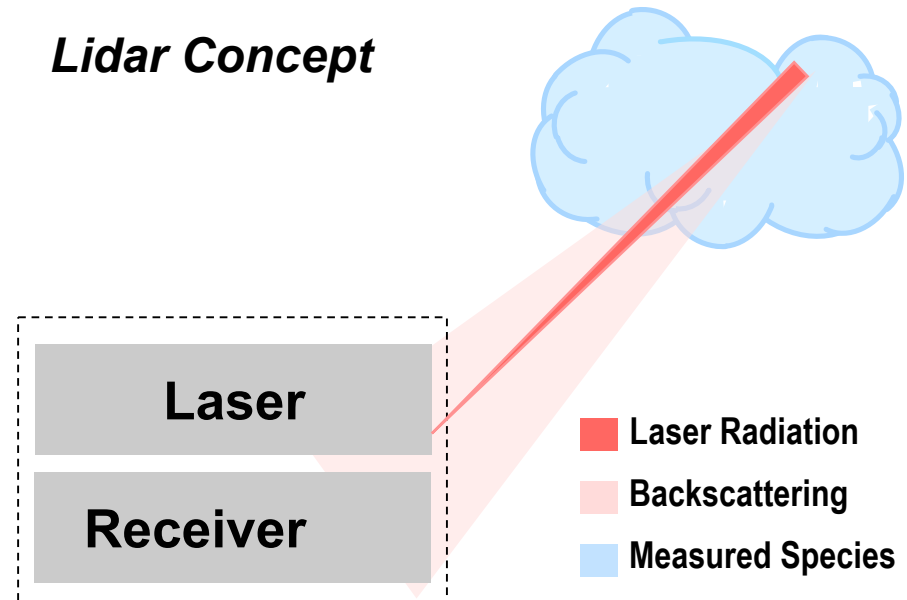 Lidar Concept
Laser
Receiver
Laser Radiation
Backscattering
Measured Species